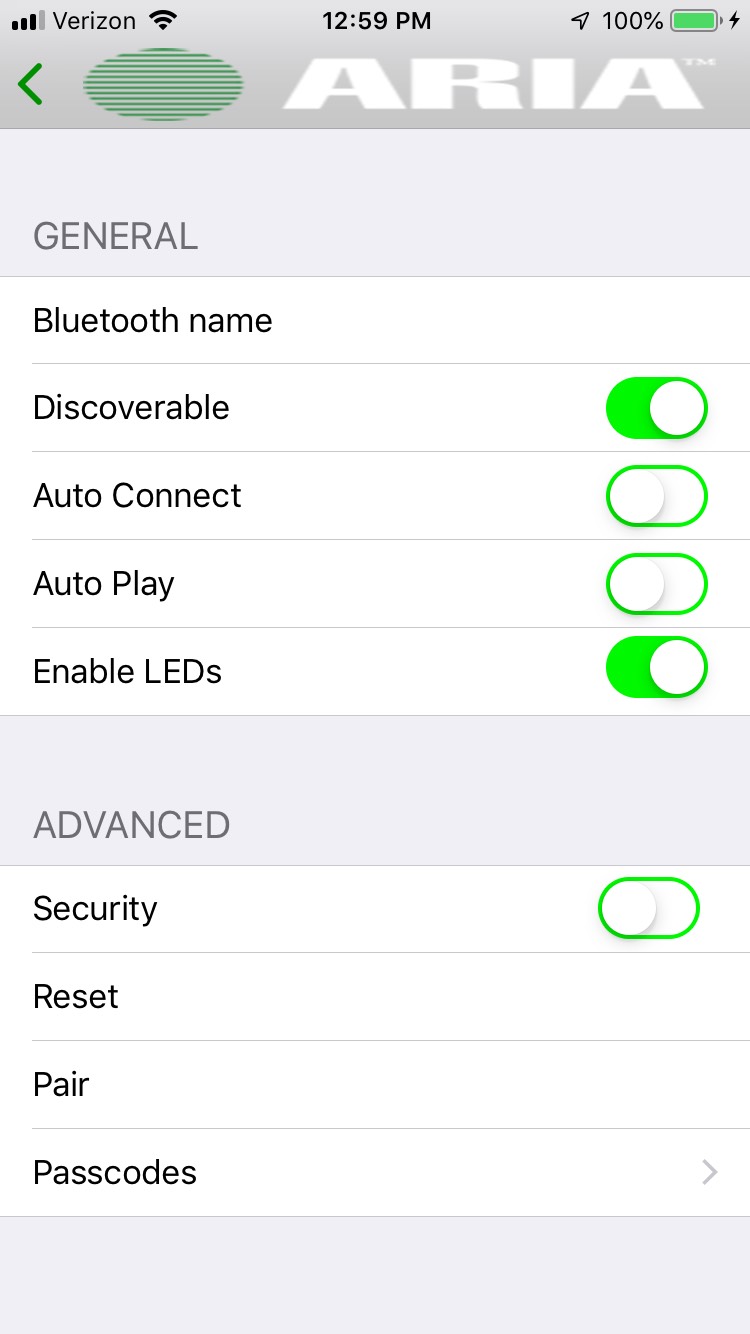 Verizon 12:59 PM 100%
ARIA™
GENERAL
Bluetooth name
Discoverable
Auto Connect
Auto Play
Enable LEDs
ADVANCED
Security
Reset
Pair
Passcodes